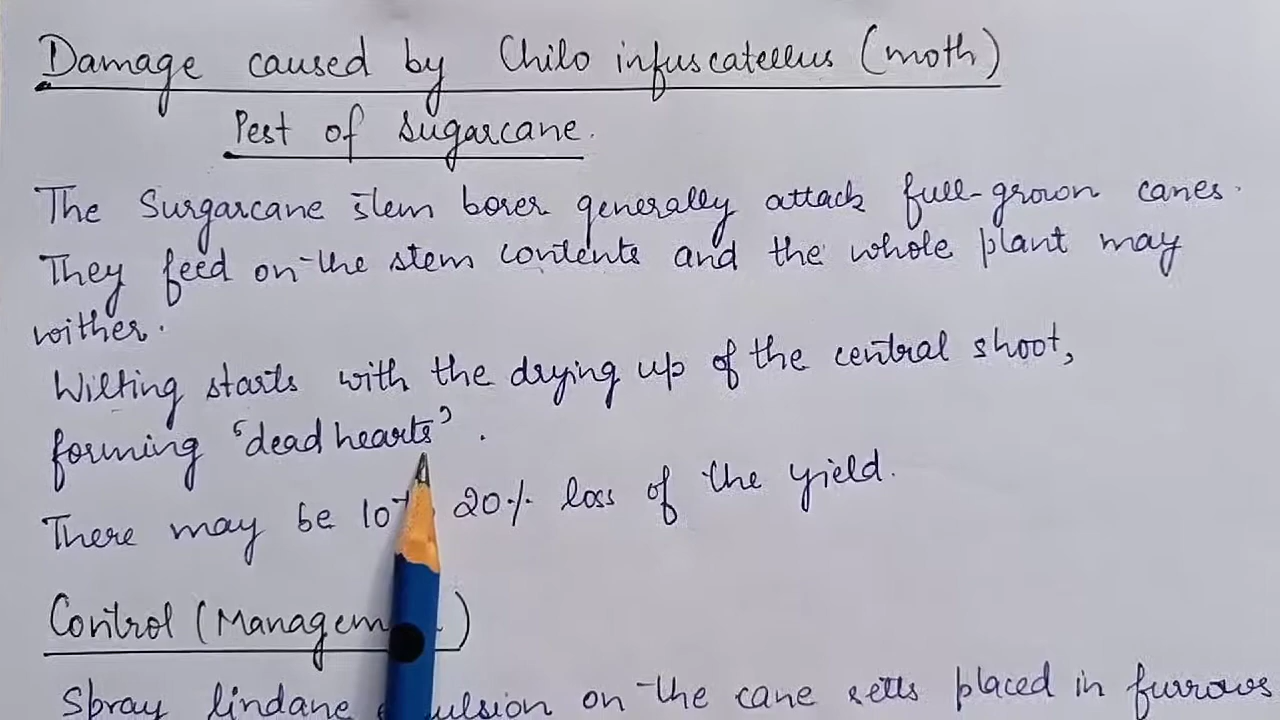 Damage caused by Chilo infuscatellus (moth)
Pest of Sugarcane.
The Surgarcane stem borer generally attack full-grown canes.
They feed on the stem contents and the whole plant may
wither.
Wilting starts with the drying up of the central shoot,
forming 'dead hearts'.
There may be 10- 20% loss of the yield.
Control (Managem )
Spray lindane on the cane setts placed in furrows